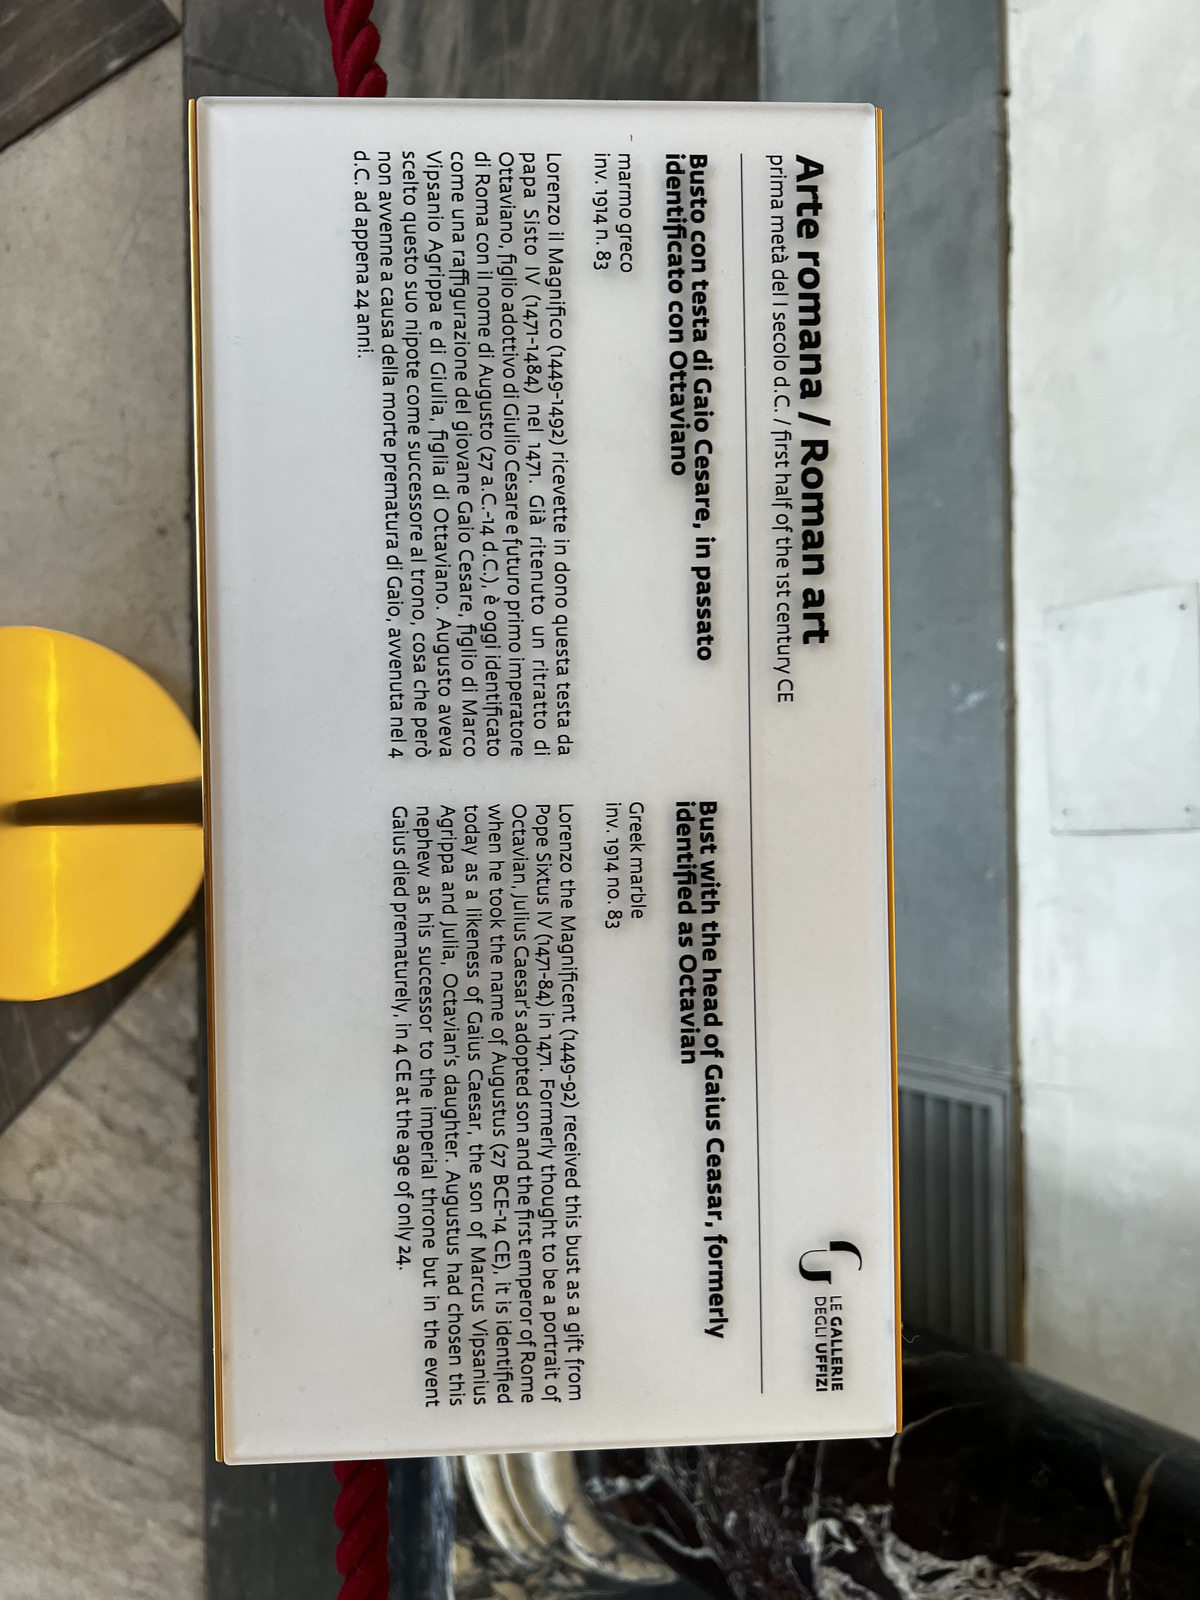 Arte romana / Roman art
prima metà del I secolo d.C. / first half of the 1st century CE
LE GALLERIE
DEGLI UFFIZI
Busto con testa di Gaio Cesare, in passato
identificato con Ottaviano
marmo greco
inv. 1914 n. 83
Lorenzo il Magnifico (1449-1492) ricevette in dono questa testa da
papa Sisto IV (1471-1484) nel 1471. Già ritenuto un ritratto di
Ottaviano, figlio adottivo di Giulio Cesare e futuro primo imperatore
di Roma con il nome di Augusto (27 a.C.-14 d.C.), è oggi identificato
come una raffigurazione del giovane Gaio Cesare, figlio di Marco
Vipsanio Agrippa e di Giulia, figlia di Ottaviano. Augusto aveva
scelto questo suo nipote come successore al trono, cosa che però
non avvenne a causa della morte prematura di Gaio, avvenuta nel 4
d.C. ad appena 24 anni.
Bust with the head of Gaius Ceasar, formerly
identified as Octavian
Greek marble
inv. 1914 no. 83
Lorenzo the Magnificent (1449-92) received this bust as a gift from
Pope Sixtus IV (1471-84) in 1471. Formerly thought to be a portrait of
Octavian, Julius Caesar's adopted son and the first emperor of Rome
when he took the name of Augustus (27 BCE-14 CE), it is identified
today as a likeness of Gaius Caesar, the son of Marcus Vipsanius
Agrippa and Julia, Octavian's daughter. Augustus had chosen this
nephew as his successor to the imperial throne but in the event
Gaius died prematurely, in 4 CE at the age of only 24.